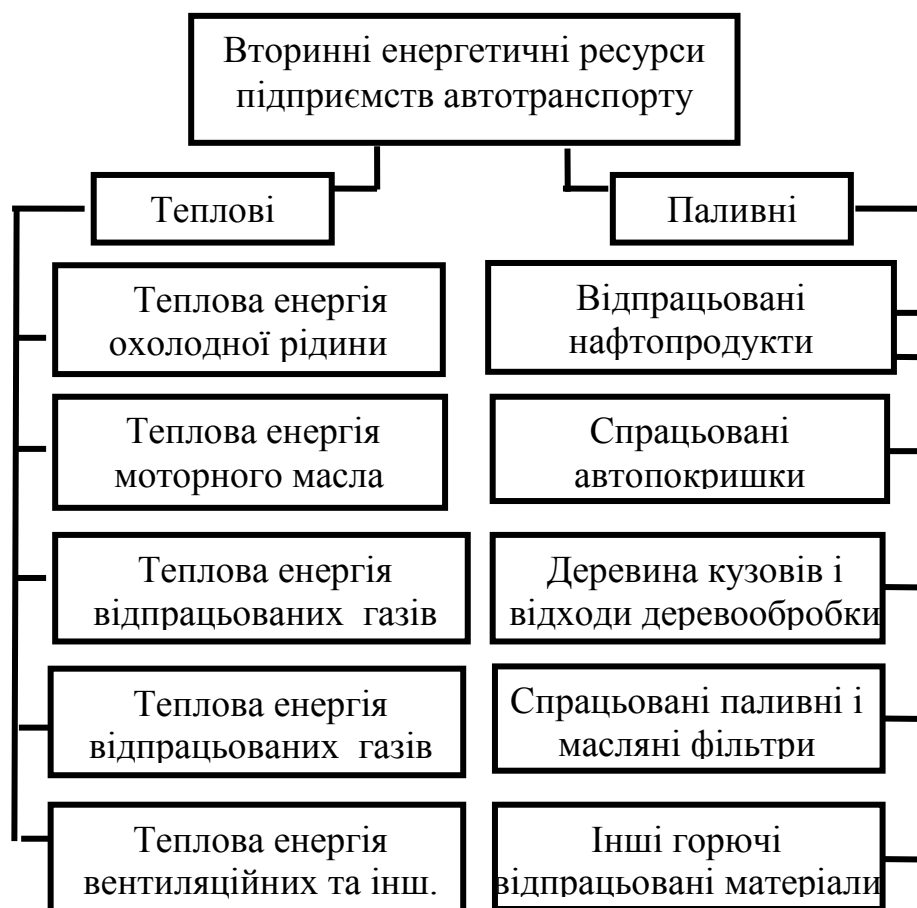 Вторинні енергетичні ресурси
підприємств автотранспорту
Теплові
Паливні
Теплова енергія
охолодної рідини
Відпрацьовані
нафтопродукти
Теплова енергія
моторного масла
Спрацьовані
автопокришки
Теплова енергія
відпрацьованих газів
Деревина кузовів і
відходи деревообробки
Теплова енергія
відпрацьованих газів
Спрацьовані паливні і
масляні фільтри
Теплова енергія
вентиляційних та інш.
Інші горючі
відпрацьовані матеріали